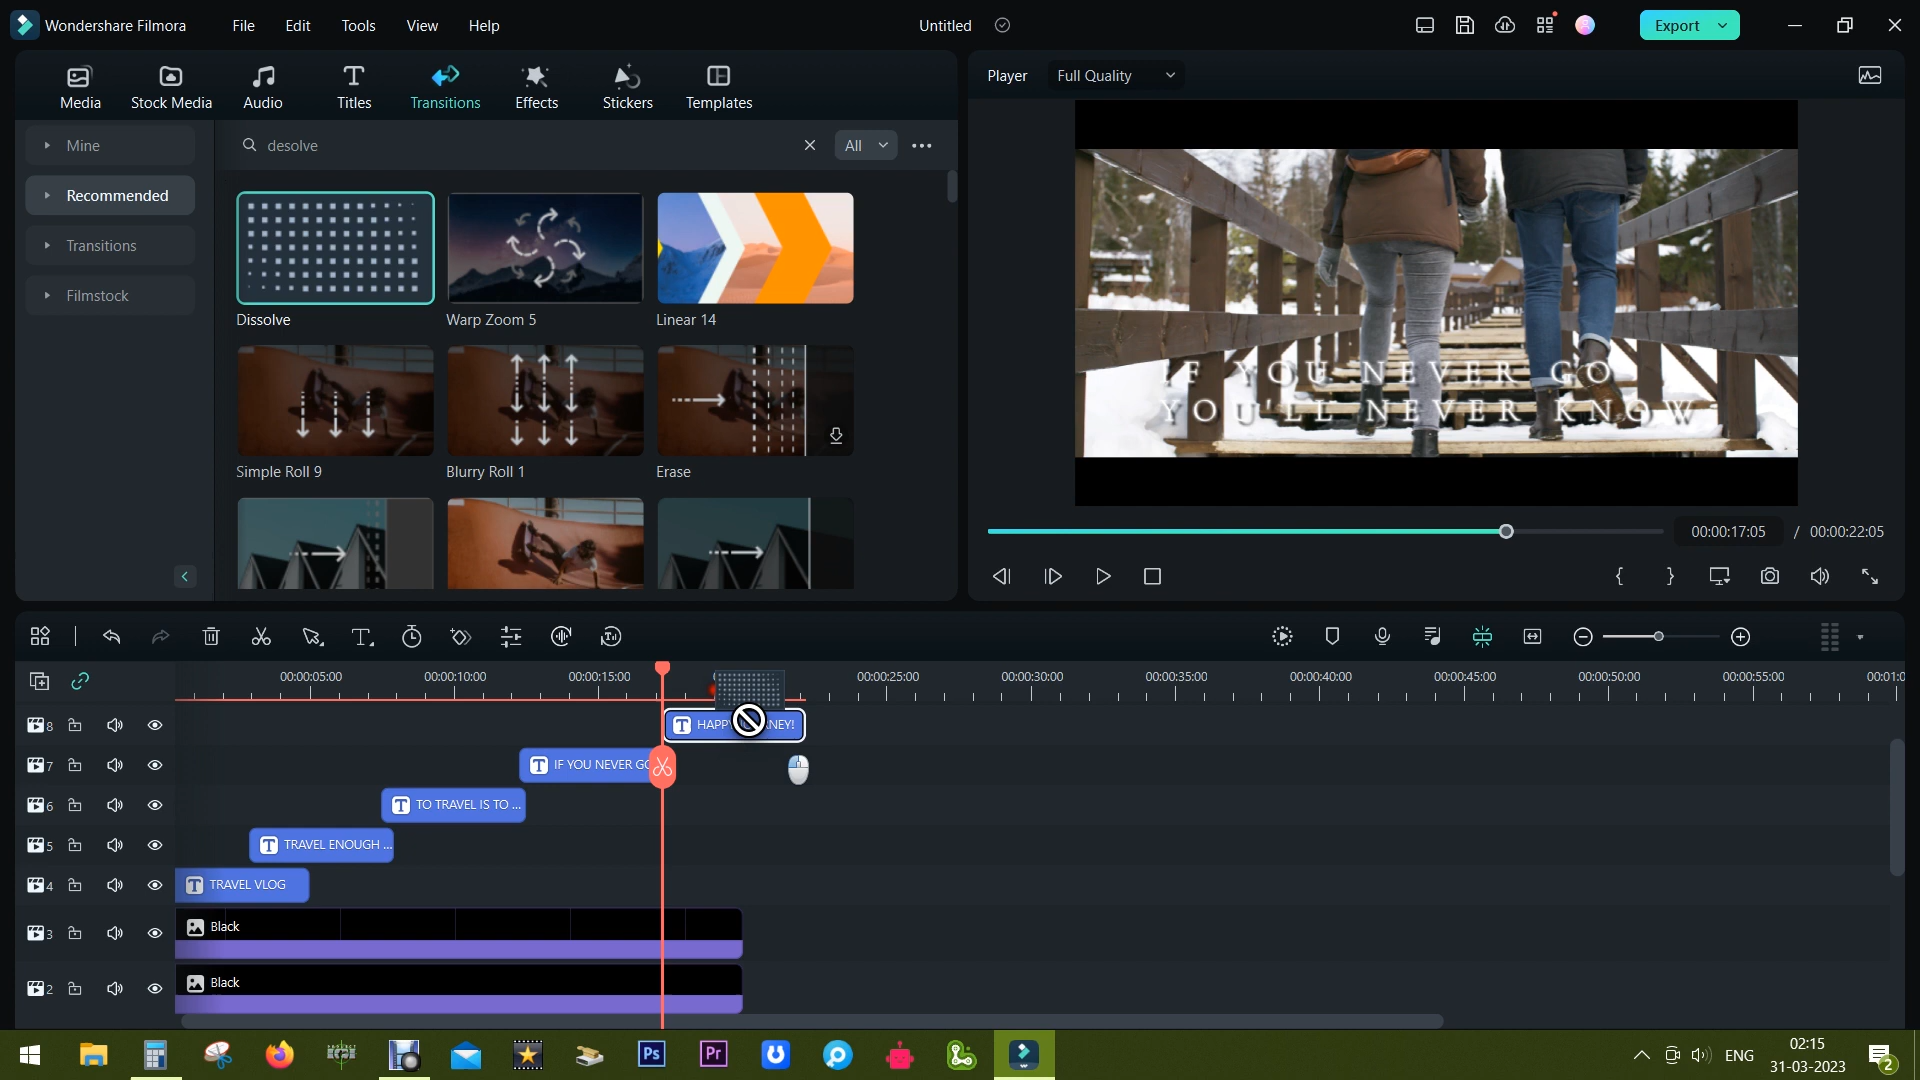 Wondershare Filmora
File
Edit
Tools
View
Help
Untitled
Export
Media
Stock Media
Audio
Titles
Transitions
Effects
Stickers
Templates
Player
Full Quality
Mine
Recommended
Transitions
Filmstock
desolve
All
Dissolve
Warp Zoom 5
Linear 14
Simple Roll 9
Blurry Roll 1
Erase
IF YOU NEVER GO
YOU'LL NEVER KNOW
00:00:17:05 / 00:00:22:05
00:00:05:00
00:00:10:00
00:00:15:00
00:00:25:00
00:00:30:00
00:00:35:00
00:00:40:00
00:00:45:00
00:00:50:00
00:00:55:00
00:01:0
8
HAPP
NEY!
7
IF YOU NEVER GO
6
TO TRAVEL IS TO ...
5
TRAVEL ENOUGH ...
4
TRAVEL VLOG
3
Black
2
Black
Ps
Pr
ENG
02:15
31-03-2023
2